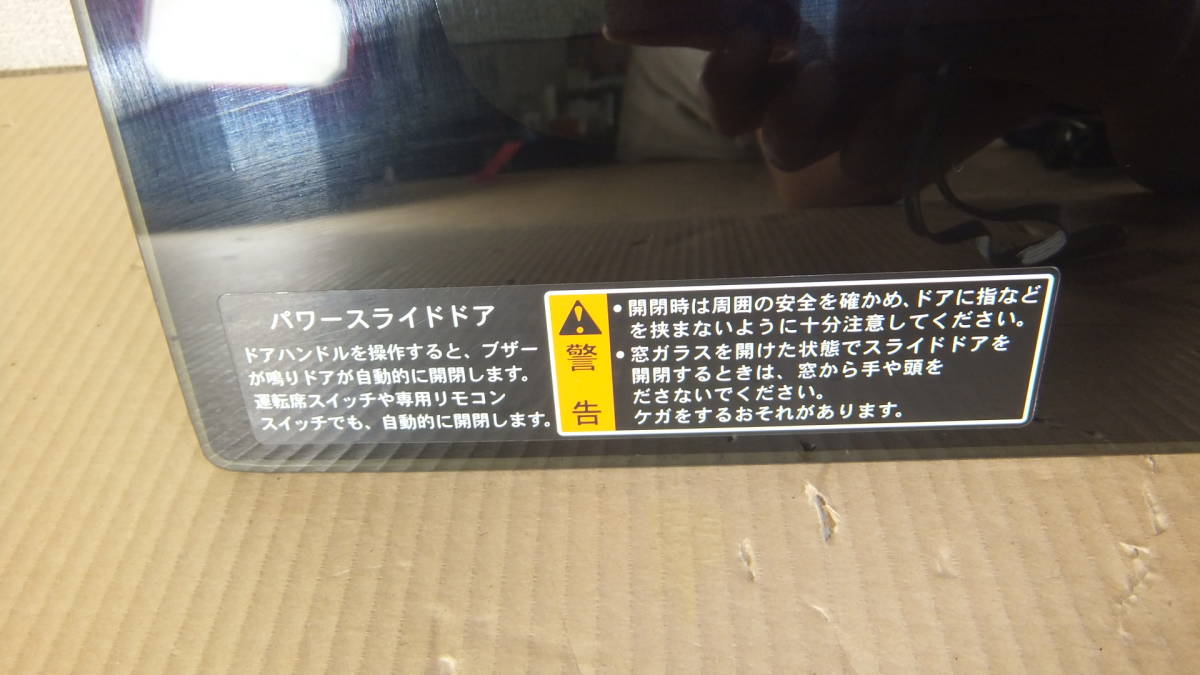 パワースライドドア
ドアハンドルを操作すると、ブザー
が鳴りドアが自動的に開閉します。
運転席スイッチや専用リモコン
スイッチでも、自動的に開閉します。
警告
•開閉時は周囲の安全を確かめ、ドアに指など
を挟まないように十分注意してください。
•窓ガラスを開けた状態でスライドドアを
開閉するときは、窓から手や頭を
ださないでください。
ケガをするおそれがあります。